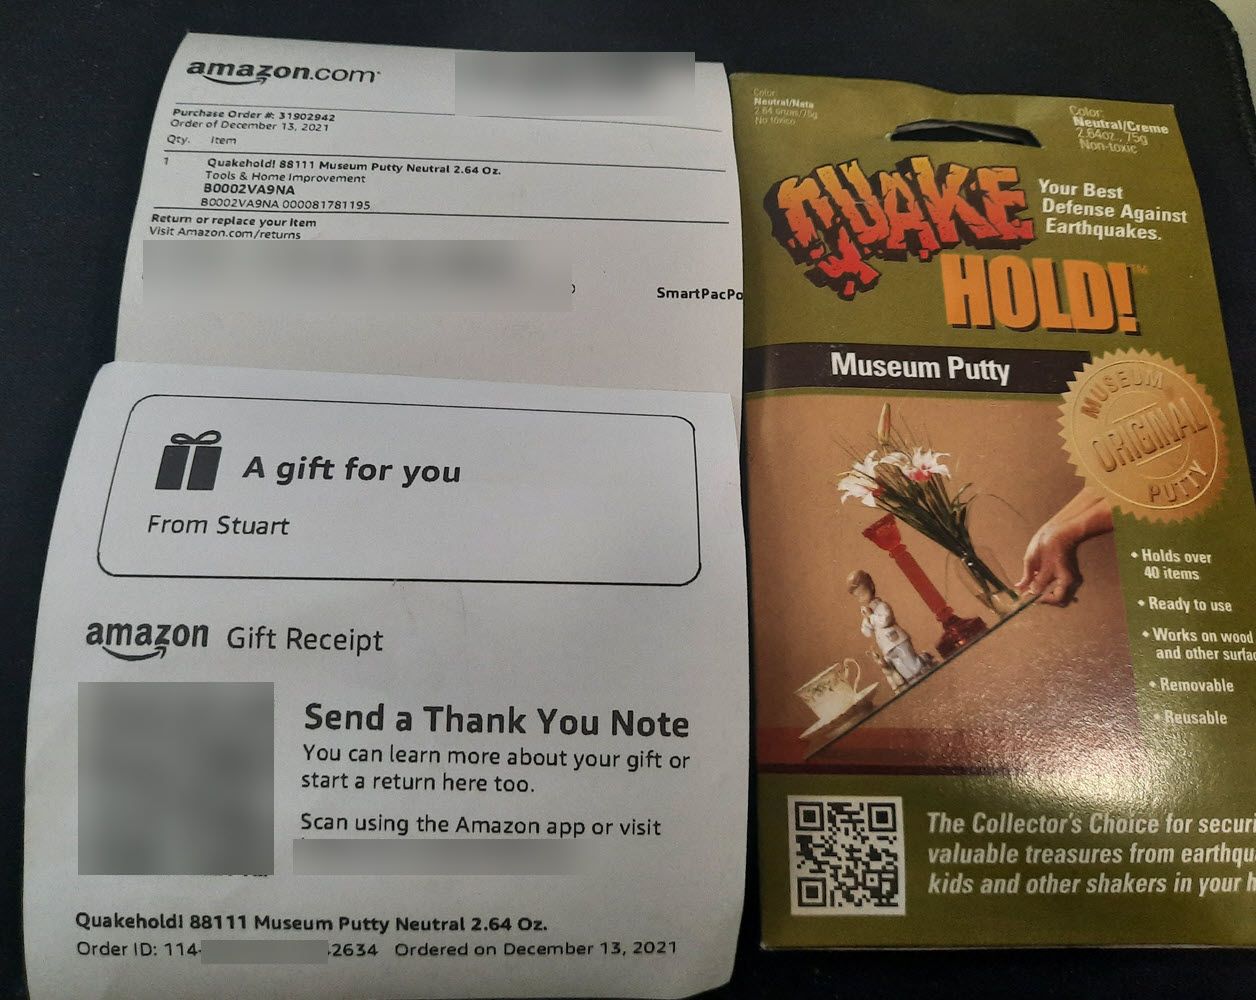 amazon.com
Purchase Order #: 31902942
Order of December 13, 2021
Qty. Item
1 Quakehold! 88111 Museum Putty Neutral 2.64 Oz.
Tools & Home Improvement
B0002VA9NA
B0002VA9NA 000081781195
Return or replace your item
Visit Amazon.com/returns
SmartPacPo
A gift for you
From Stuart
amazon Gift Receipt
Send a Thank You Note
You can learn more about your gift or
start a return here too.
Scan using the Amazon app or visit
Quakehold! 88111 Museum Putty Neutral 2.64 Oz.
Order ID: 114- 2634 Ordered on December 13, 2021
Color:
Neutral/Nata
No tóxico
Color:
Neutral/Creme
2.64oz., 75g
Non-toxic
QUAKE
HOLD!™
Your Best
Defense Against
Earthquakes.
Museum Putty
MUSEUM
ORIGINAL
PUTTY
• Holds over
40 items
• Ready to use
• Works on wood
and other surfac
• Removable
• Reusable
The Collector's Choice for securi
valuable treasures from earthqua
kids and other shakers in your h